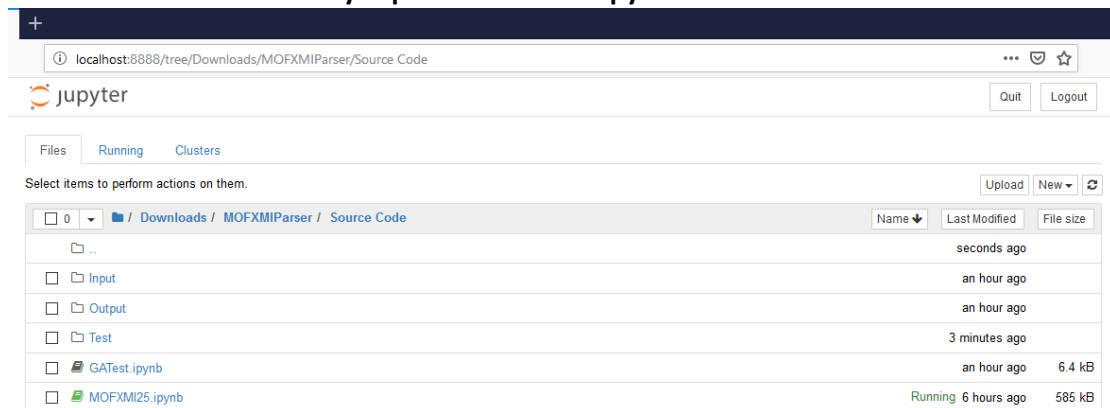 +
localhost:8888/tree/Downloads/MOFXMIParser/Source Code
jupyter
Quit Logout
Files Running Clusters
Select items to perform actions on them.
Upload New
0 / Downloads / MOFXMIParser / Source Code Name Last Modified File size
.. seconds ago
Input an hour ago
Output an hour ago
Test 3 minutes ago
GATest.ipynb an hour ago 6.4 kB
MOFXMI25.ipynb Running 6 hours ago 585 kB